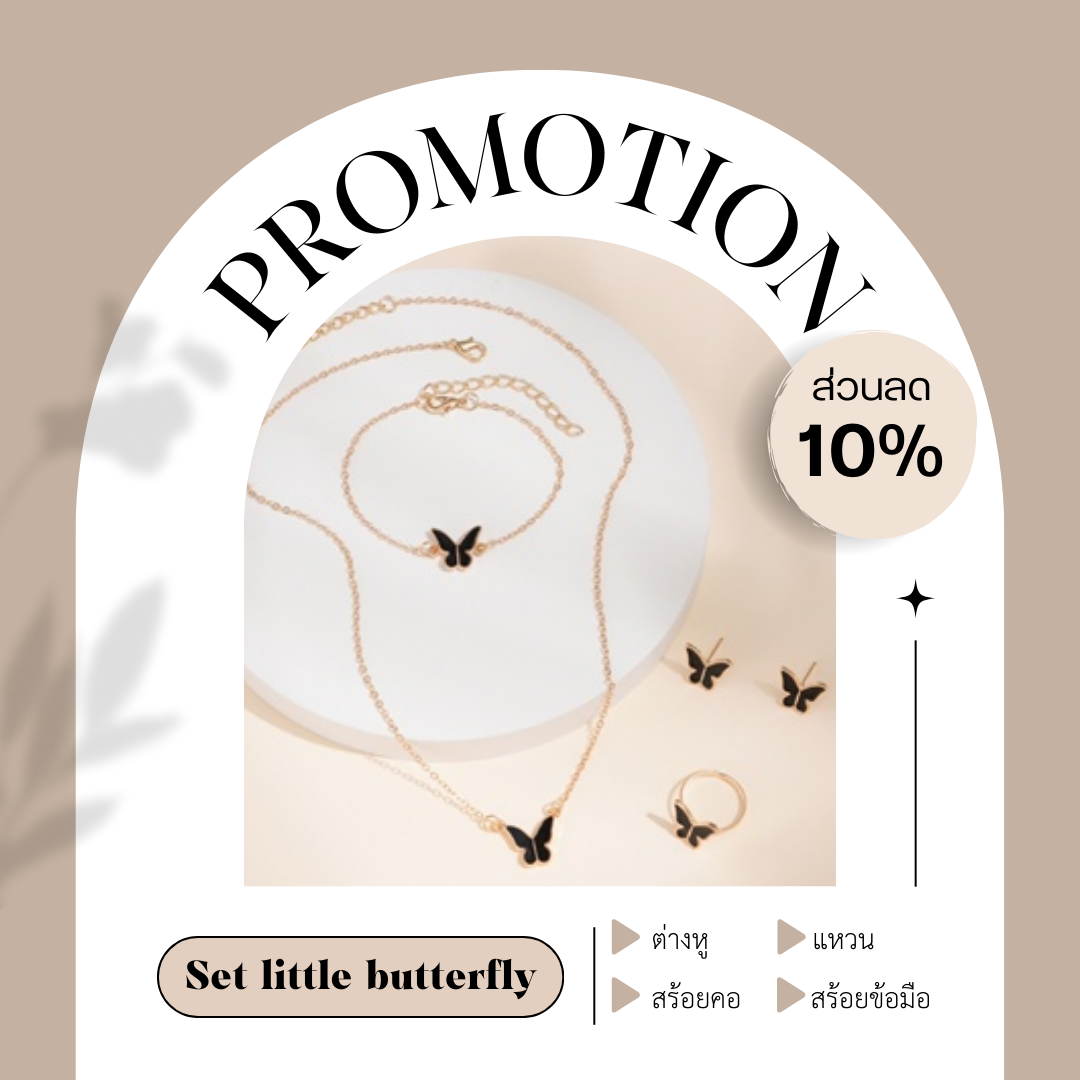 PROMOTION
ส่วนลด
10%
Set little butterfly
ต่างหู
แหวน
สร้อยคอ
สร้อยข้อมือ